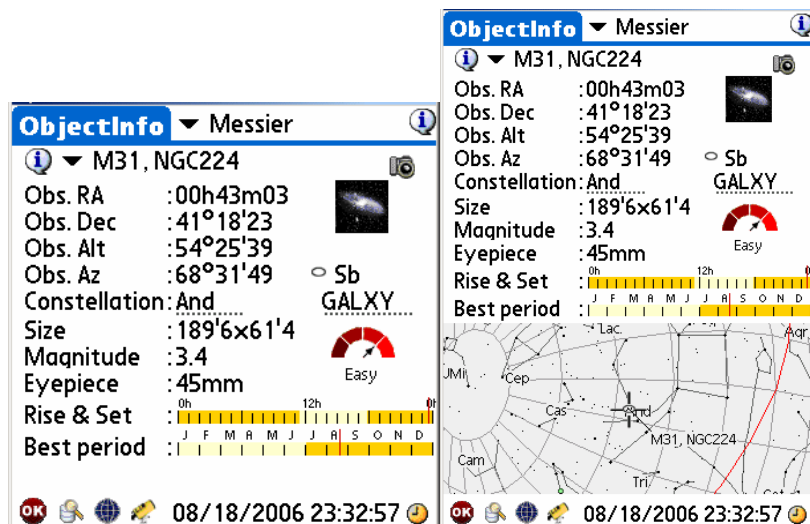 ObjectInfo Messier
M31, NGC224
Obs. RA :00h43m03
Obs. Dec :41°18'23
Obs. Alt :54°25'39
Obs. Az :68°31'49 Sb
Constellation:And GALXY
Size :189'6x61'4
Magnitude :3.4
Eyepiece :45mm Easy
0h 12h 0h
Rise & Set :
J F M A M J J A S O N D
Best period :
OK 08/18/2006 23:32:57
ObjectInfo Messier
M31, NGC224
Obs. RA :00h43m03
Obs. Dec :41°18'23
Obs. Alt :54°25'39
Obs. Az :68°31'49 Sb
Constellation:And GALXY
Size :189'6x61'4
Magnitude :3.4
Eyepiece :45mm Easy
0h 12h 0
Rise & Set :
J F M A M J J A S O N D
Best period :
Lac Aqr
UMi Cep
Cas And
M31, NGC224
Cam
Tri
Cet
OK 08/18/2006 23:32:57